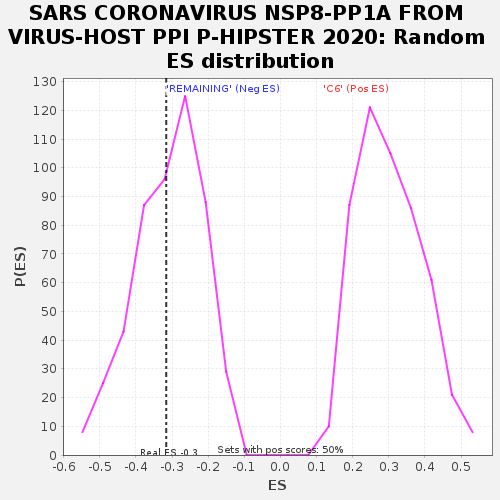 SARS CORONAVIRUS NSP8-PP1A FROM
VIRUS-HOST PPI P-HIPSTER 2020: Random
ES distribution
130
120
110
100
90
80
70
60
50
40
30
20
10
0
P(ES)
'REMAINING' (Neg ES)
'C6' (Pos ES)
Real ES -0.3
Sets with pos scores: 50%
-0.6 -0.5 -0.4 -0.3 -0.2 -0.1 0.0 0.1 0.2 0.3 0.4 0.5
ES